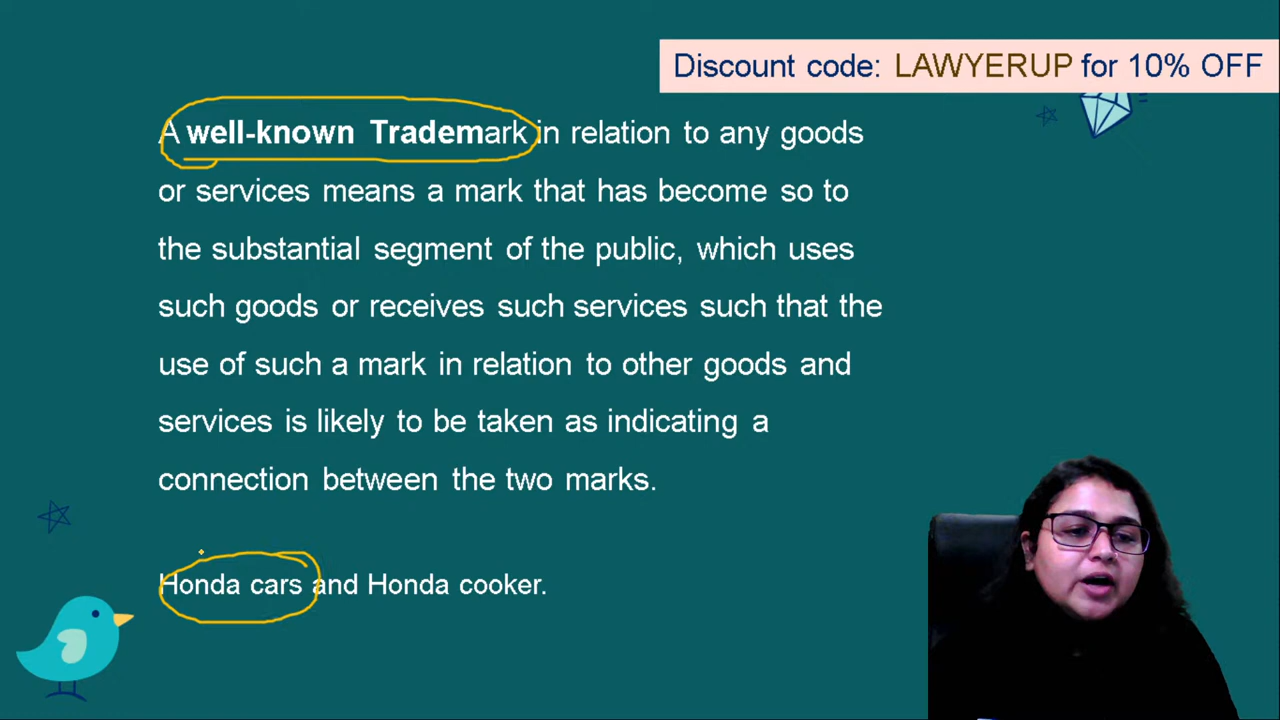 Discount code: LAWYERUP for 10% OFF
A well-known Trademark in relation to any goods
or services means a mark that has become so to
the substantial segment of the public, which uses
such goods or receives such services such that the
use of such a mark in relation to other goods and
services is likely to be taken as indicating a
connection between the two marks.
Honda cars and Honda cooker.